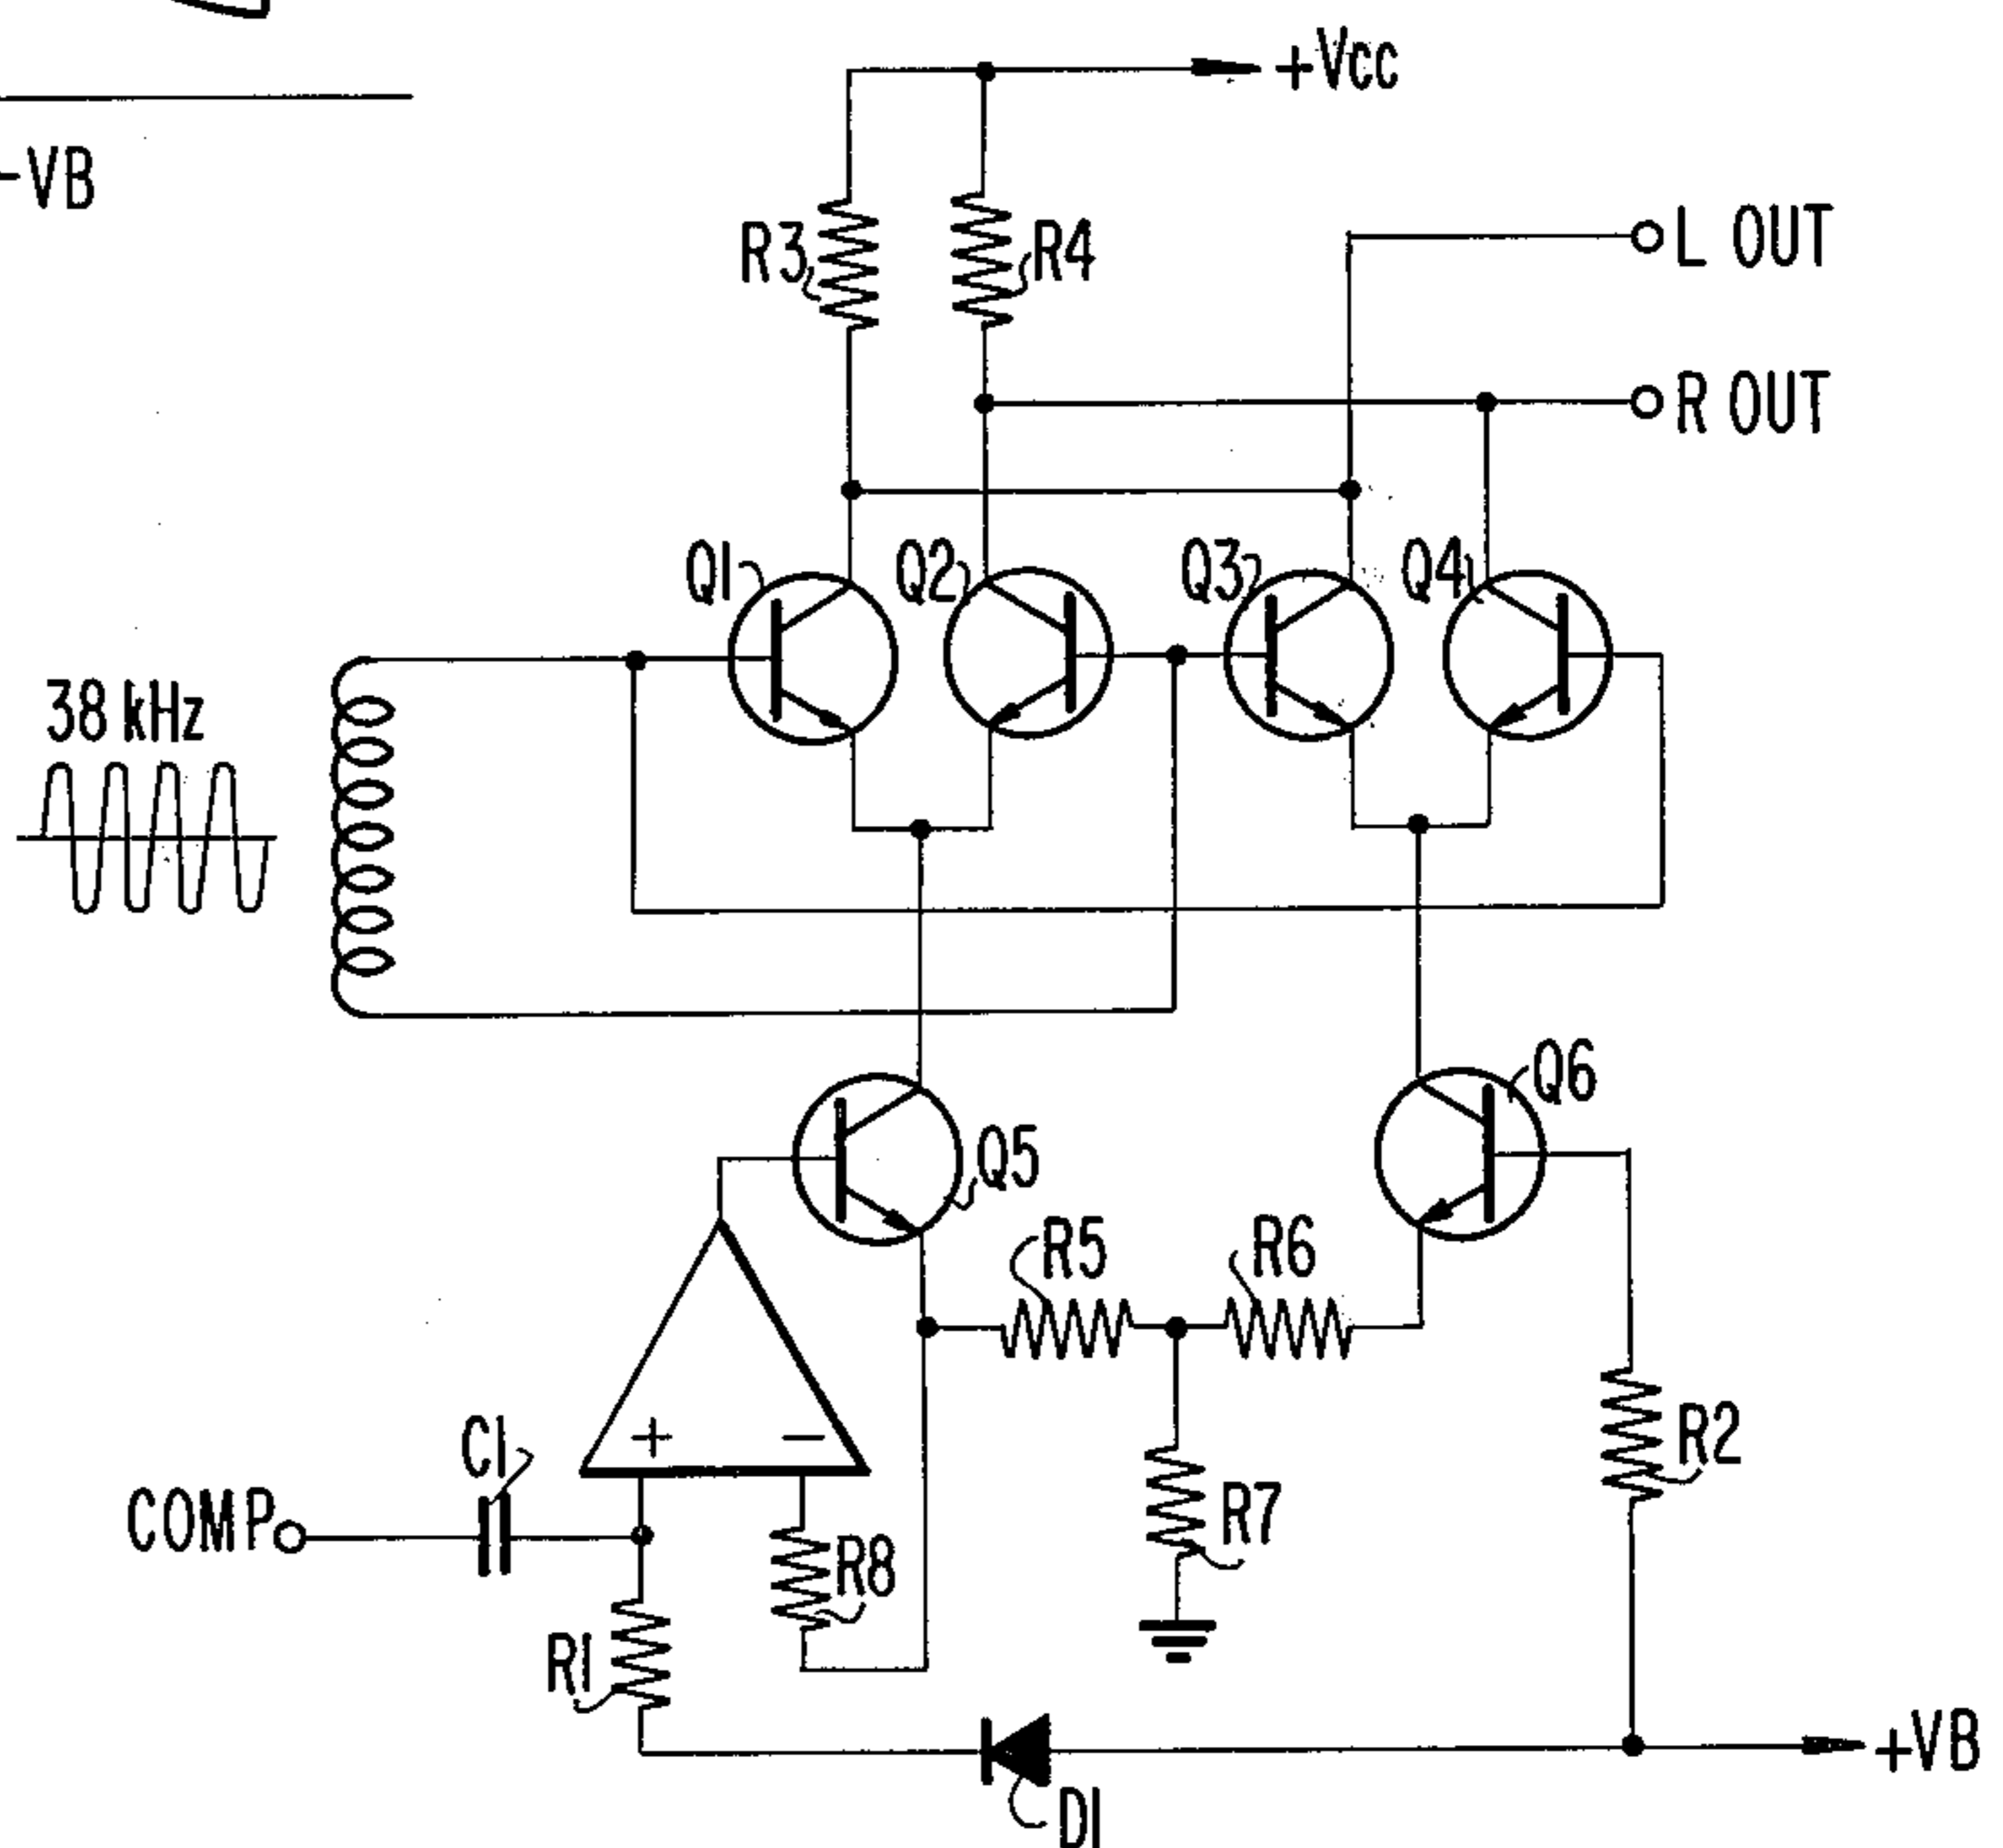 +Vcc
-VB
L OUT
R3
R4
R OUT
Q1
Q2
Q3
Q4
38 kHz
Q6
Q5
R5
R6
C1
+
−
R2
COMP
R8
R7
R1
+VB
D1